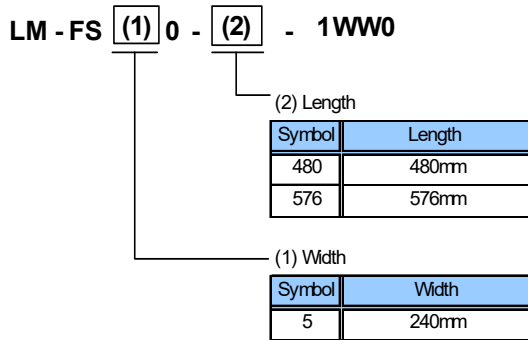 LM - FS (1) 0 - (2) - 1WW0
(2) Length
Symbol Length
480 480mm
576 576mm
(1) Width
Symbol Width
5 240mm